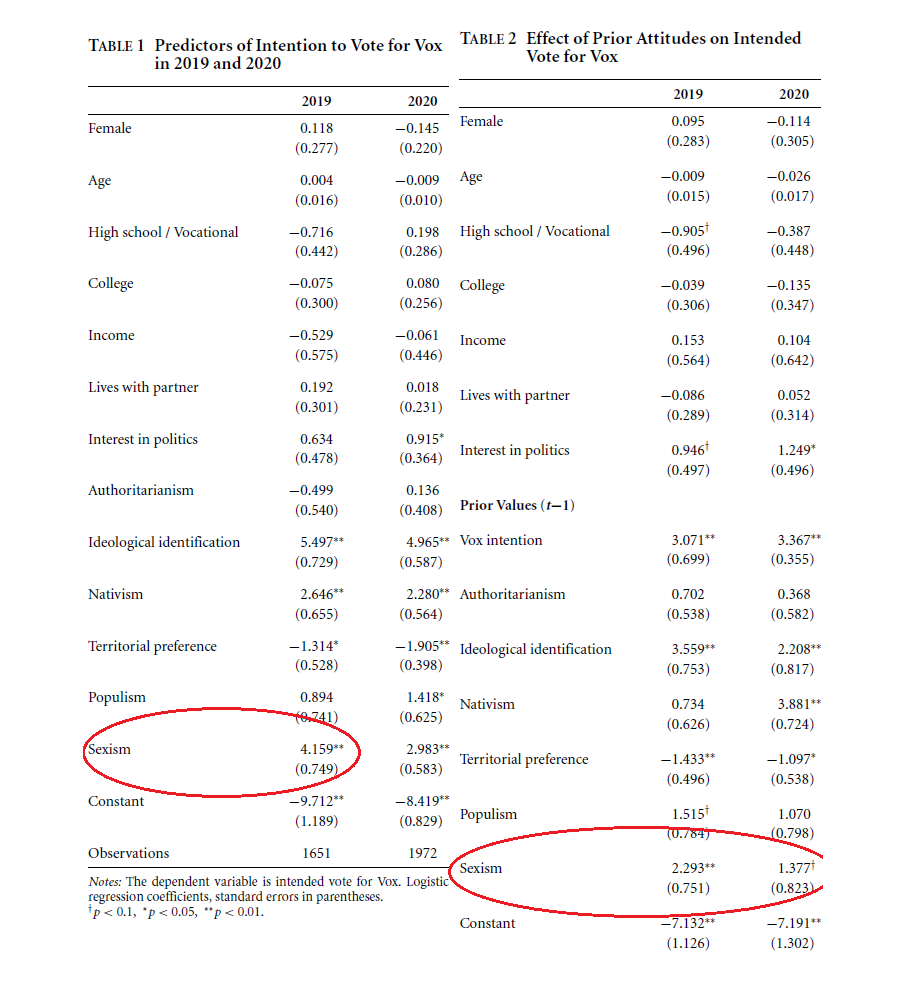 TABLE 1 Predictors of Intention to Vote for Vox
in 2019 and 2020
2019 2020
Female 0.118 −0.145
(0.277) (0.220)
Age 0.004 −0.009
(0.016) (0.010)
High school / Vocational −0.716 0.198
(0.442) (0.286)
College −0.075 0.080
(0.300) (0.256)
Income −0.529 −0.061
(0.575) (0.446)
Lives with partner 0.192 0.018
(0.301) (0.231)
Interest in politics 0.634 0.915*
(0.478) (0.364)
Authoritarianism −0.499 0.136
(0.540) (0.408)
Ideological identification 5.497** 4.965**
(0.729) (0.587)
Nativism 2.646** 2.280**
(0.655) (0.564)
Territorial preference −1.314* −1.905**
(0.528) (0.398)
Populism 0.894 1.418*
(0.741) (0.625)
Sexism 4.159** 2.983**
(0.749) (0.583)
Constant −9.712** −8.419**
(1.189) (0.829)
Observations 1651 1972
Notes: The dependent variable is intended vote for Vox. Logistic
regression coefficients, standard errors in parentheses.
†p < 0.1, *p < 0.05, **p < 0.01.
TABLE 2 Effect of Prior Attitudes on Intended
Vote for Vox
2019 2020
Female 0.095 −0.114
(0.283) (0.305)
Age −0.009 −0.026
(0.015) (0.017)
High school / Vocational −0.905† −0.387
(0.496) (0.448)
College −0.039 −0.135
(0.306) (0.347)
Income 0.153 0.104
(0.564) (0.642)
Lives with partner −0.086 0.052
(0.289) (0.314)
Interest in politics 0.946† 1.249*
(0.497) (0.496)
Prior Values (t−1)
Vox intention 3.071** 3.367**
(0.699) (0.355)
Authoritarianism 0.702 0.368
(0.538) (0.582)
Ideological identification 3.559** 2.208**
(0.753) (0.817)
Nativism 0.734 3.881**
(0.626) (0.724)
Territorial preference −1.433** −1.097*
(0.496) (0.538)
Populism 1.515† 1.070
(0.784) (0.798)
Sexism 2.293** 1.377†
(0.751) (0.823)
Constant −7.132** −7.191**
(1.126) (1.302)